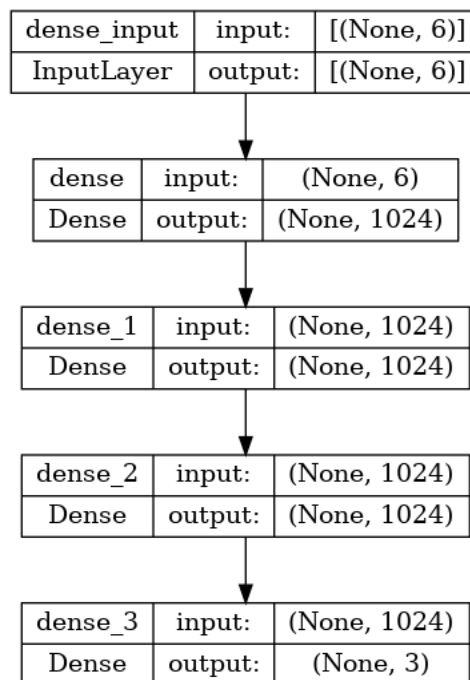 dense_input input: [(None, 6)]
InputLayer output: [(None, 6)]
dense input: (None, 6)
Dense output: (None, 1024)
dense_1 input: (None, 1024)
Dense output: (None, 1024)
dense_2 input: (None, 1024)
Dense output: (None, 1024)
dense_3 input: (None, 1024)
Dense output: (None, 3)